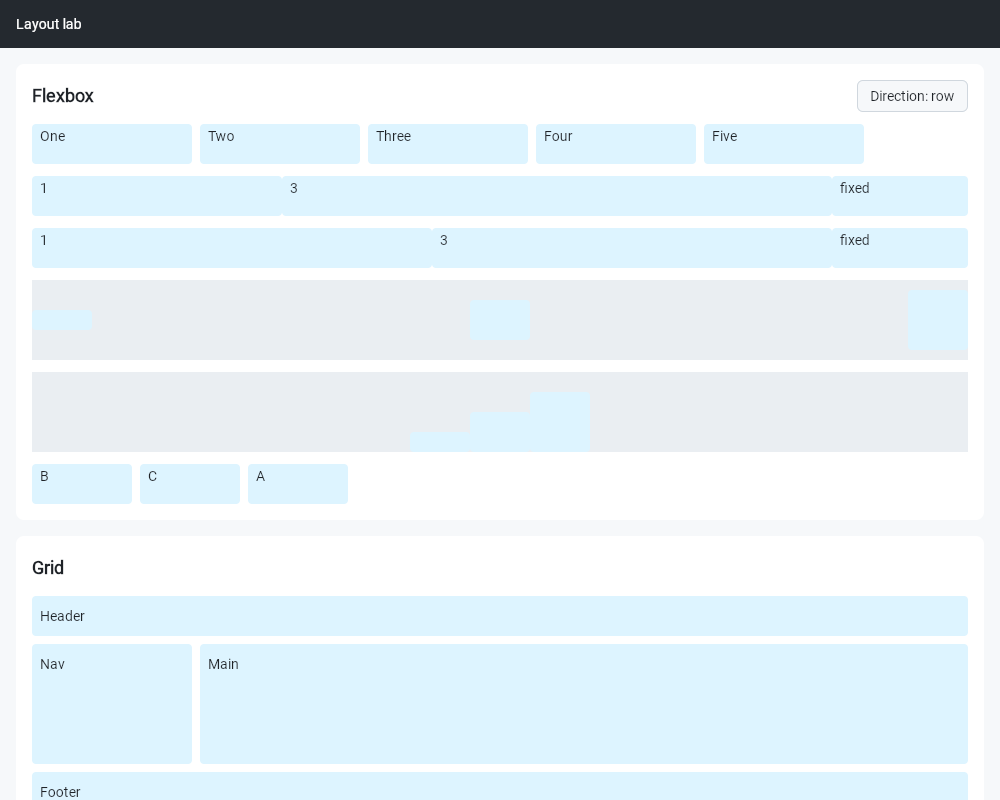 Layout lab
Flexbox
Direction: row
One Two Three Four Five
1 3 fixed
1 3 fixed
B C A
Grid
Header
Nav Main
Footer